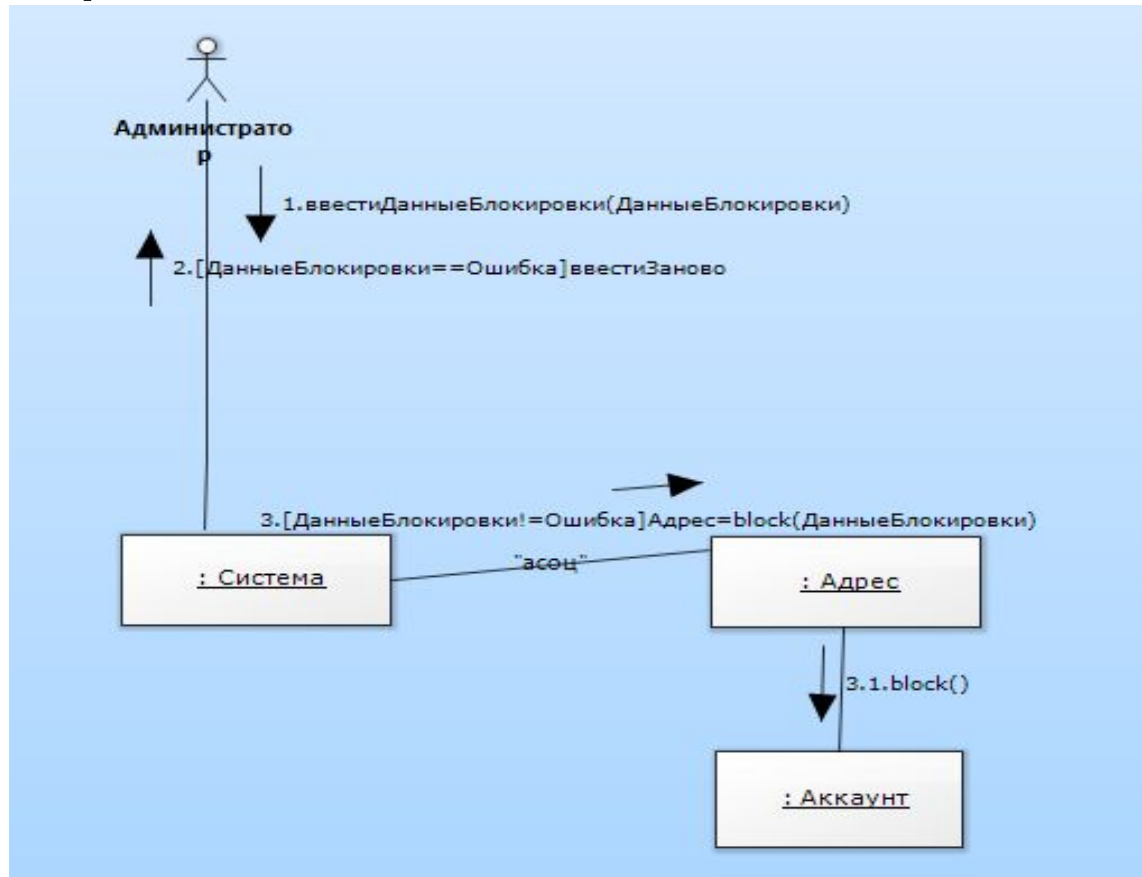 Администрато
р
1.ввестиДанныеБлокировки(ДанныеБлокировки)
2.[ДанныеБлокировки==Ошибка]ввестиЗаново
3.[ДанныеБлокировки!=Ошибка]Адрес=block(ДанныеБлокировки)
"асоц"
: Система
: Адрес
3.1.block()
: Аккаунт